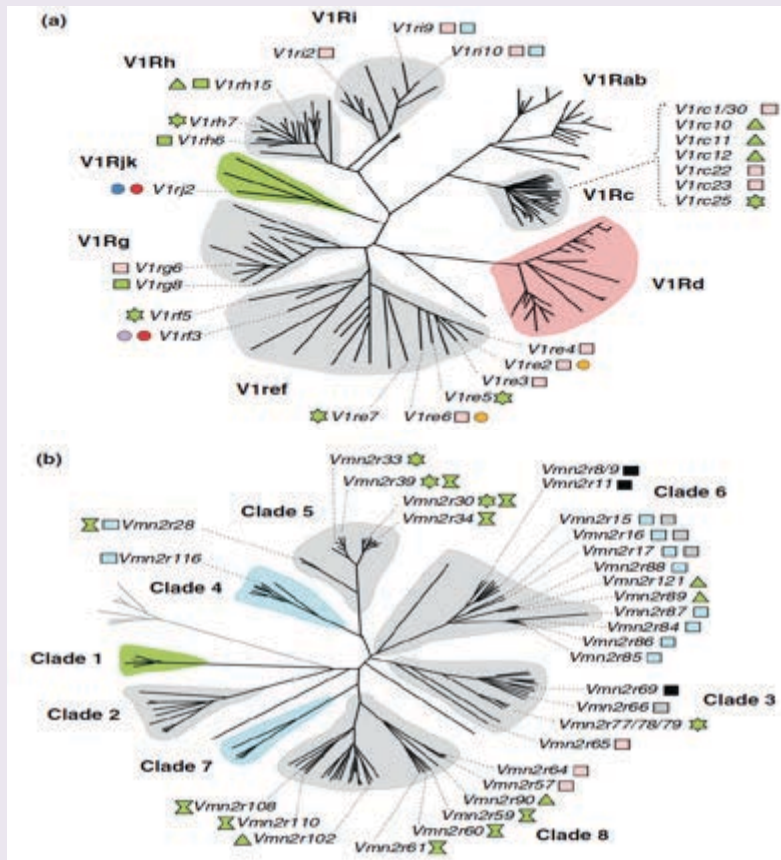 (a)
V1Ri
V1ri9
V1ri2
V1ri10
V1Rh
V1rh15
V1rh7
V1rh6
V1Rab
V1rc1/30
V1rc10
V1rc11
V1rc12
V1rc22
V1rc23
V1rc25
V1Rc
V1Rjk
V1rj2
V1Rg
V1rg6
V1rg8
V1rf5
V1rf3
V1Rd
V1ref
V1re4
V1re2
V1re3
V1re5
V1re7
V1re6
(b)
Vmn2r33
Vmn2r39
Vmn2r30
Vmn2r34
Clade 5
Vmn2r28
Vmn2r116
Clade 4
Vmn2r8/9
Vmn2r11
Clade 6
Vmn2r15
Vmn2r16
Vmn2r17
Vmn2r88
Vmn2r121
Vmn2r89
Vmn2r87
Vmn2r84
Vmn2r86
Vmn2r85
Clade 1
Clade 2
Clade 7
Vmn2r69
Clade 3
Vmn2r66
Vmn2r77/78/79
Vmn2r65
Vmn2r64
Vmn2r57
Vmn2r90
Vmn2r59
Vmn2r60
Clade 8
Vmn2r108
Vmn2r110
Vmn2r102
Vmn2r61